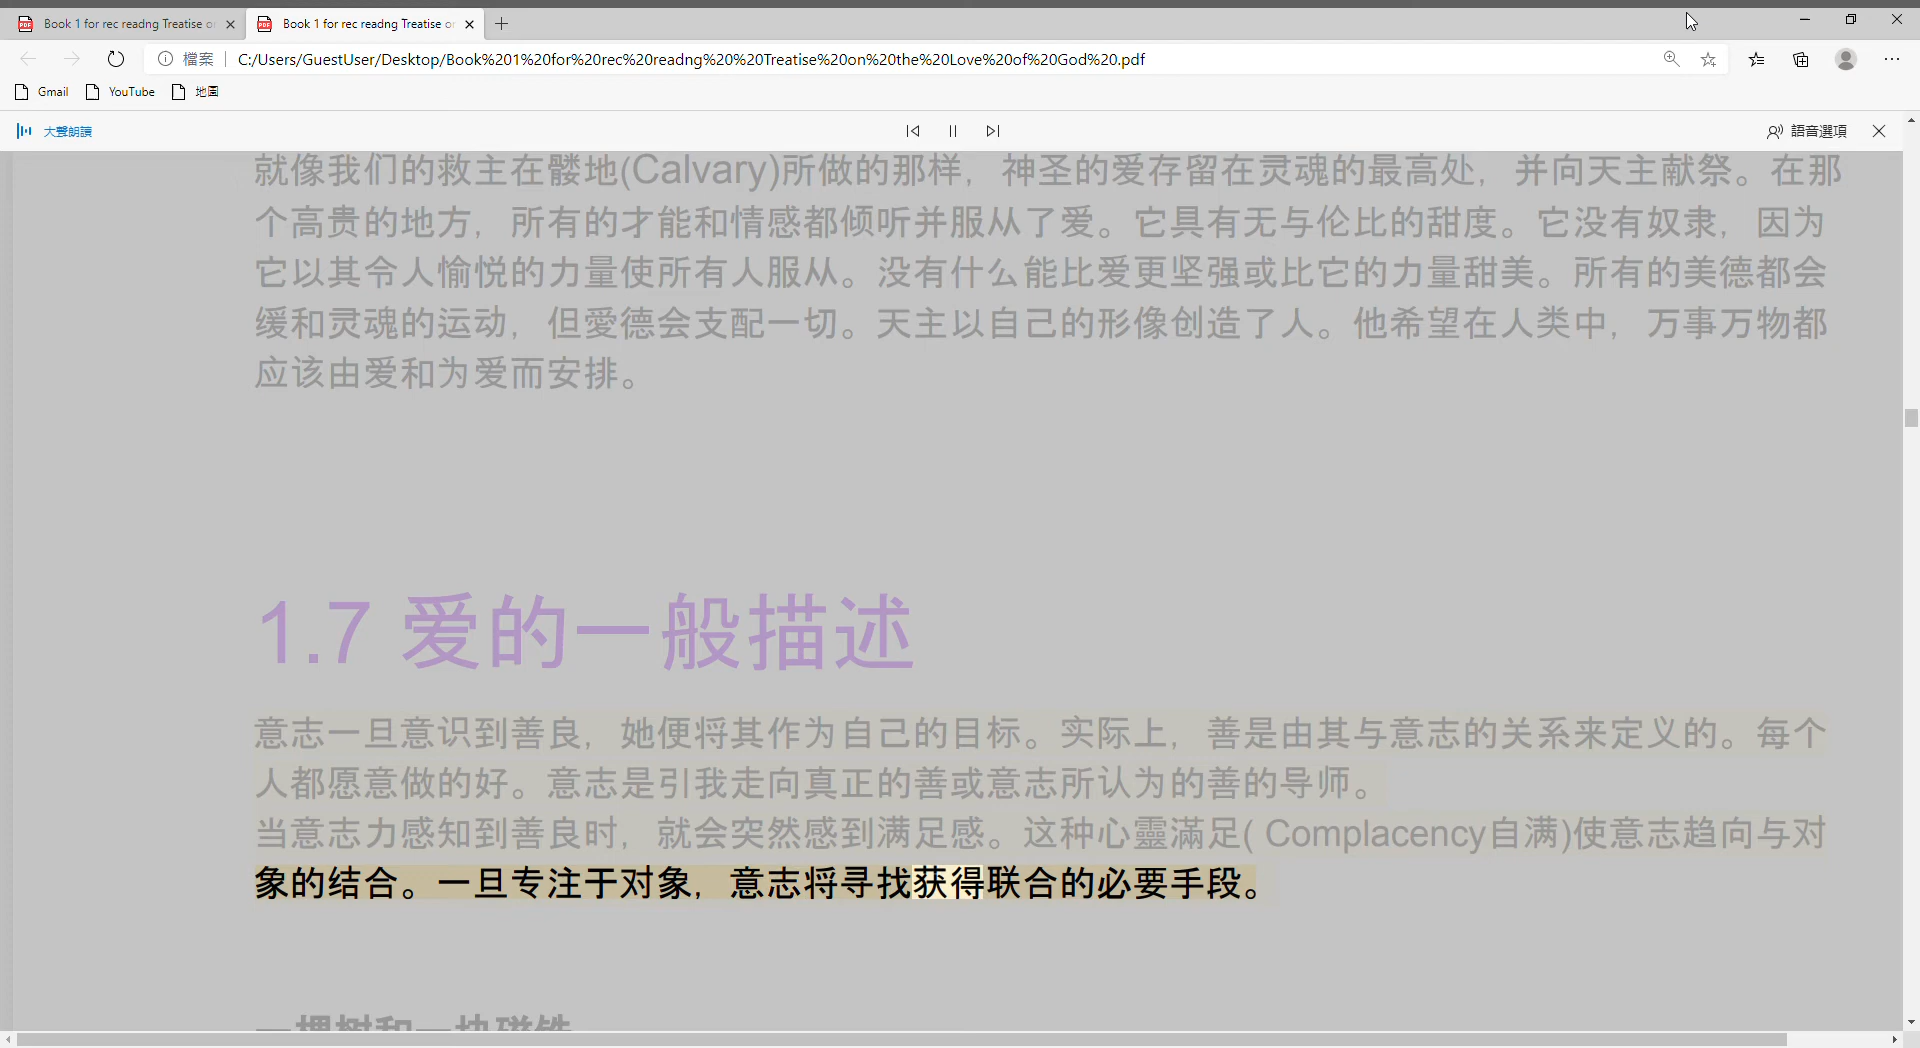 Book 1 for rec readng Treatise or
Book 1 for rec readng Treatise or
檔案
C:/Users/GuestUser/Desktop/Book%201%20for%20rec%20readng%20%20Treatise%20on%20the%20Love%20of%20God%20.pdf
Gmail
YouTube
地圖
大聲朗讀
語音選項
就像我们的救主在髅地(Calvary)所做的那样，神圣的爱存留在灵魂的最高处，并向天主献祭。在那
个高贵的地方，所有的才能和情感都倾听并服从了爱。它具有无与伦比的甜度。它没有奴隶，因为
它以其令人愉悦的力量使所有人服从。没有什么能比爱更坚强或比它的力量甜美。所有的美德都会
缓和灵魂的运动，但愛德会支配一切。天主以自己的形像创造了人。他希望在人类中，万事万物都
应该由爱和为爱而安排。
1.7 爱的一般描述
意志一旦意识到善良，她便将其作为自己的目标。实际上，善是由其与意志的关系来定义的。每个
人都愿意做的好。意志是引我走向真正的善或意志所认为的善的导师。
当意志力感知到善良时，就会突然感到满足感。这种心靈滿足( Complacency自满)使意志趋向与对
象的结合。一旦专注于对象，意志将寻找获得联合的必要手段。
一棵树和一块磁铁